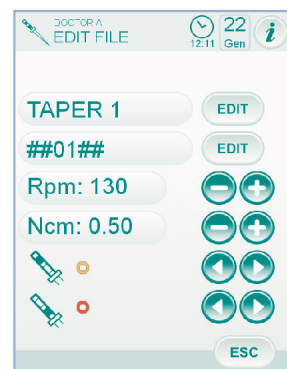 DOCTOR A
EDIT FILE
12:11
22
Gen
i
TAPER 1
EDIT
##01##
EDIT
Rpm: 130
Ncm: 0.50
ESC